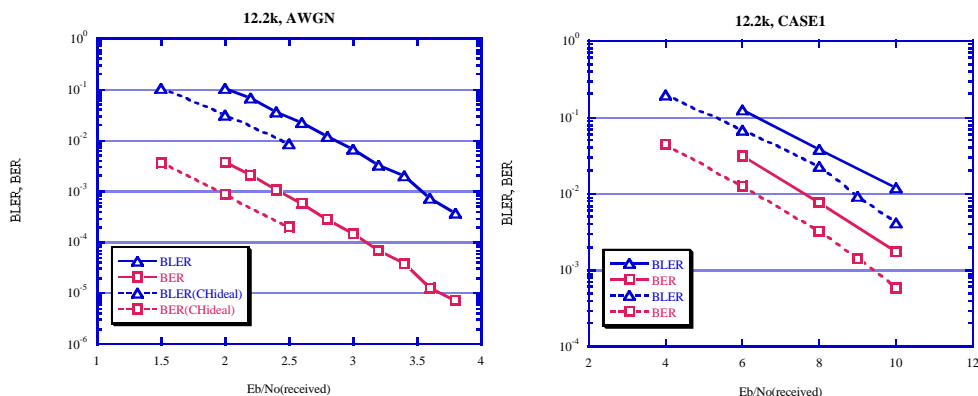 12.2k, AWGN
10^0
10^-1
10^-2
10^-3
10^-4
10^-5
10^-6
BLER, BER
BLER
BER
BLER(CHideal)
BER(CHideal)
1 1.5 2 2.5 3 3.5 4
Eb/No(received)
12.2k, CASE1
10^0
10^-1
10^-2
10^-3
10^-4
BLER, BER
BLER
BER
BLER
BER
2 4 6 8 10 12
Eb/No(received)